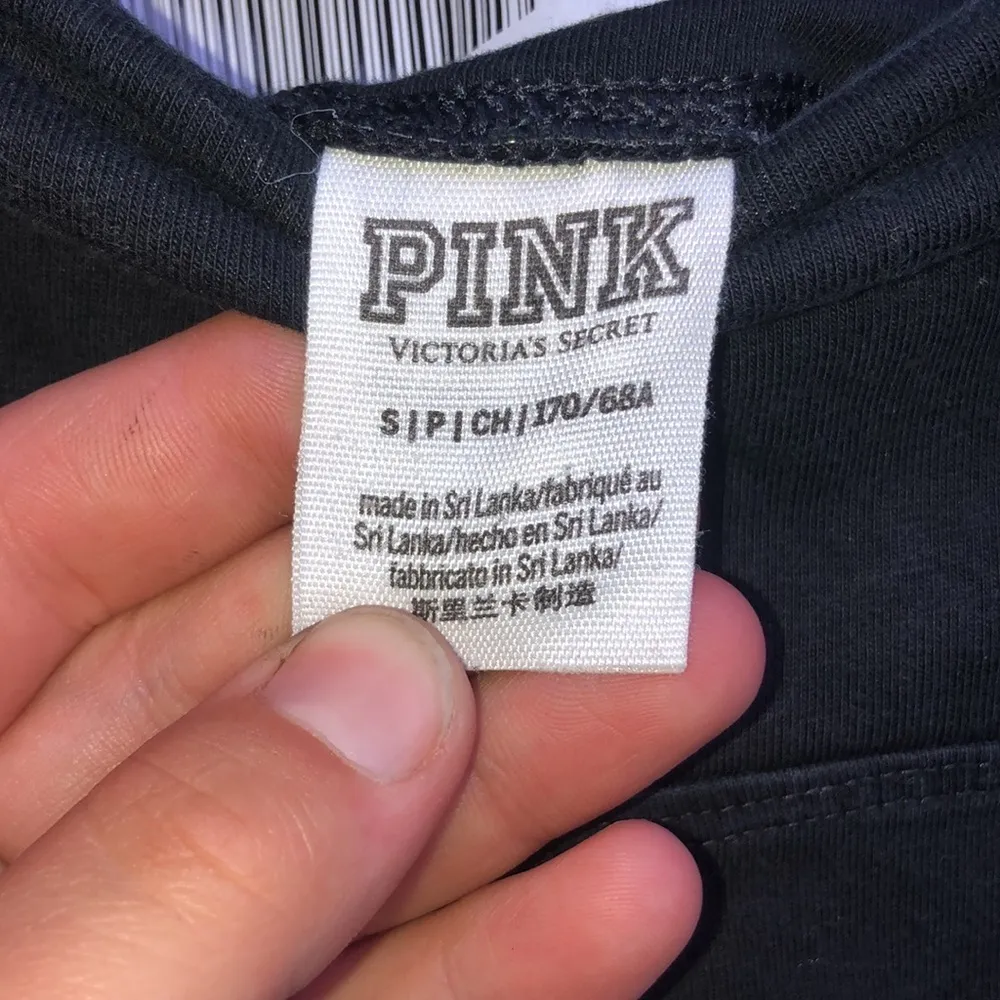 PINK
VICTORIA'S SECRET
S|P|CH|170/68A
made in Sri Lanka/fabriqué au
Sri Lanka/hecho en Sri Lanka/
fabbricato in Sri Lanka/
斯里兰卡制造